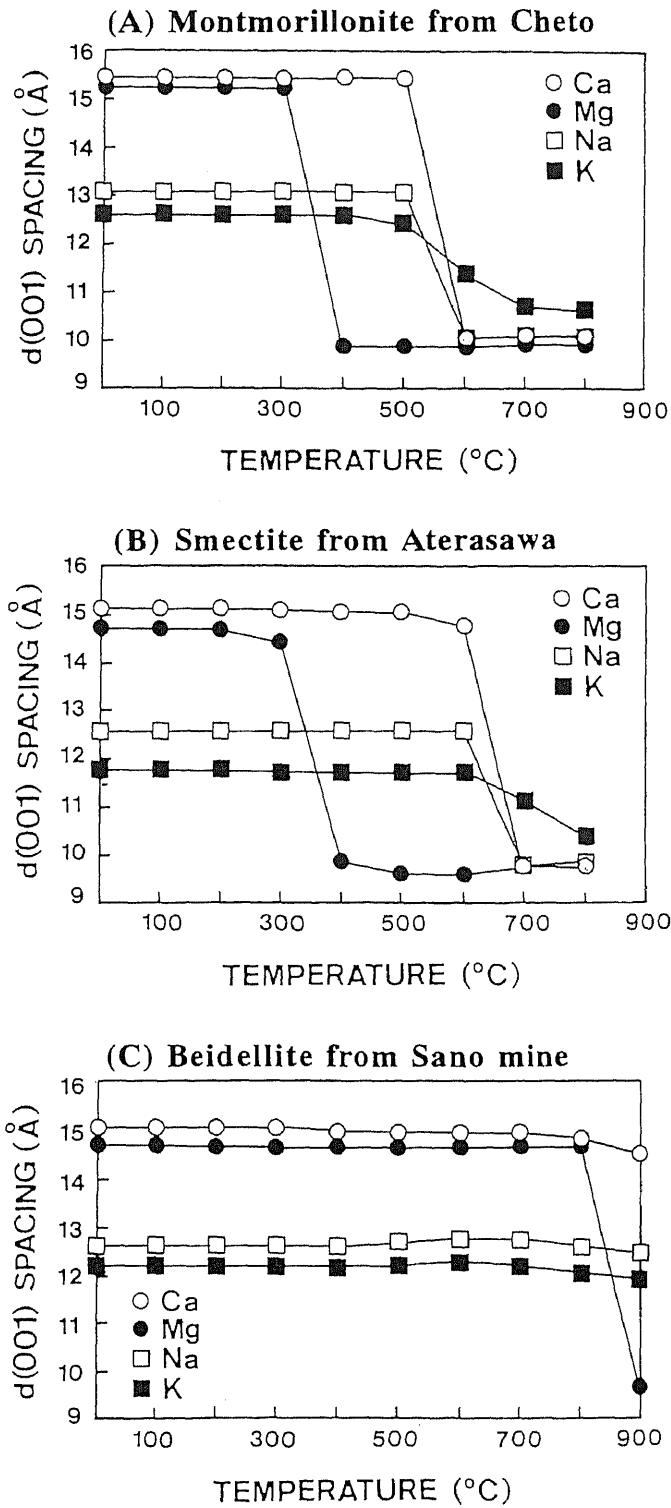 (A) Montmorillonite from Cheto
16
15
14
13
12
11
10
9
d(001) SPACING (Å)
Ca
Mg
Na
K
100 300 500 700 900
TEMPERATURE (°C)
(B) Smectite from Aterasawa
16
15
14
13
12
11
10
9
d(001) SPACING (Å)
Ca
Mg
Na
K
100 300 500 700 900
TEMPERATURE (°C)
(C) Beidellite from Sano mine
16
15
14
13
12
11
10
9
d(001) SPACING (Å)
Ca
Mg
Na
K
100 300 500 700 900
TEMPERATURE (°C)